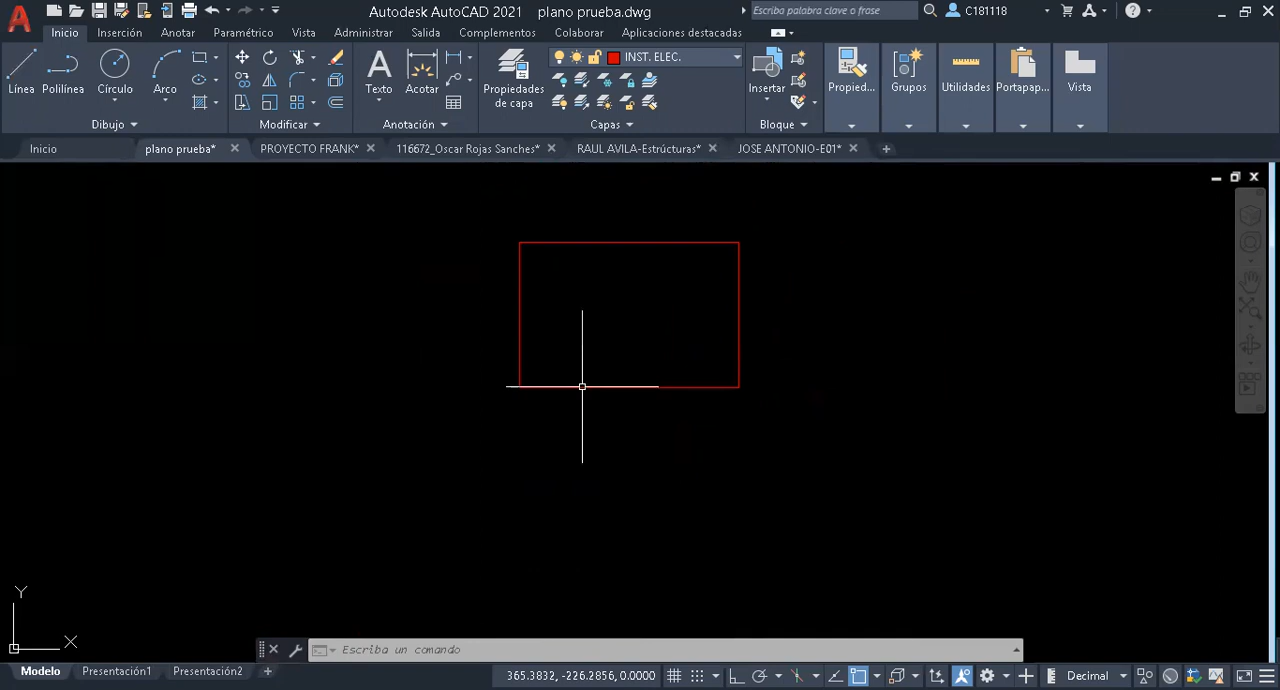 Autodesk AutoCAD 2021 plano prueba.dwg
Escriba palabra clave o frase
C181118
Inicio Inserción Anotar Paramétrico Vista Administrar Salida Complementos Colaborar Aplicaciones destacadas
INST. ELEC.
Línea Polilínea Círculo Arco
Texto Acotar
Propiedades de capa
Insertar
Propied... Grupos Utilidades Portapap... Vista
Dibujo Modificar Anotación Capas Bloque
Inicio plano prueba* PROYECTO FRANK* 116672_Oscar Rojas Sanches* RAUL AVILA-Estrúcturas* JOSE ANTONIO-E01*
Y
X
Escriba un comando
Modelo Presentación1 Presentación2 + 365.3832, -226.2856, 0.0000 Decimal